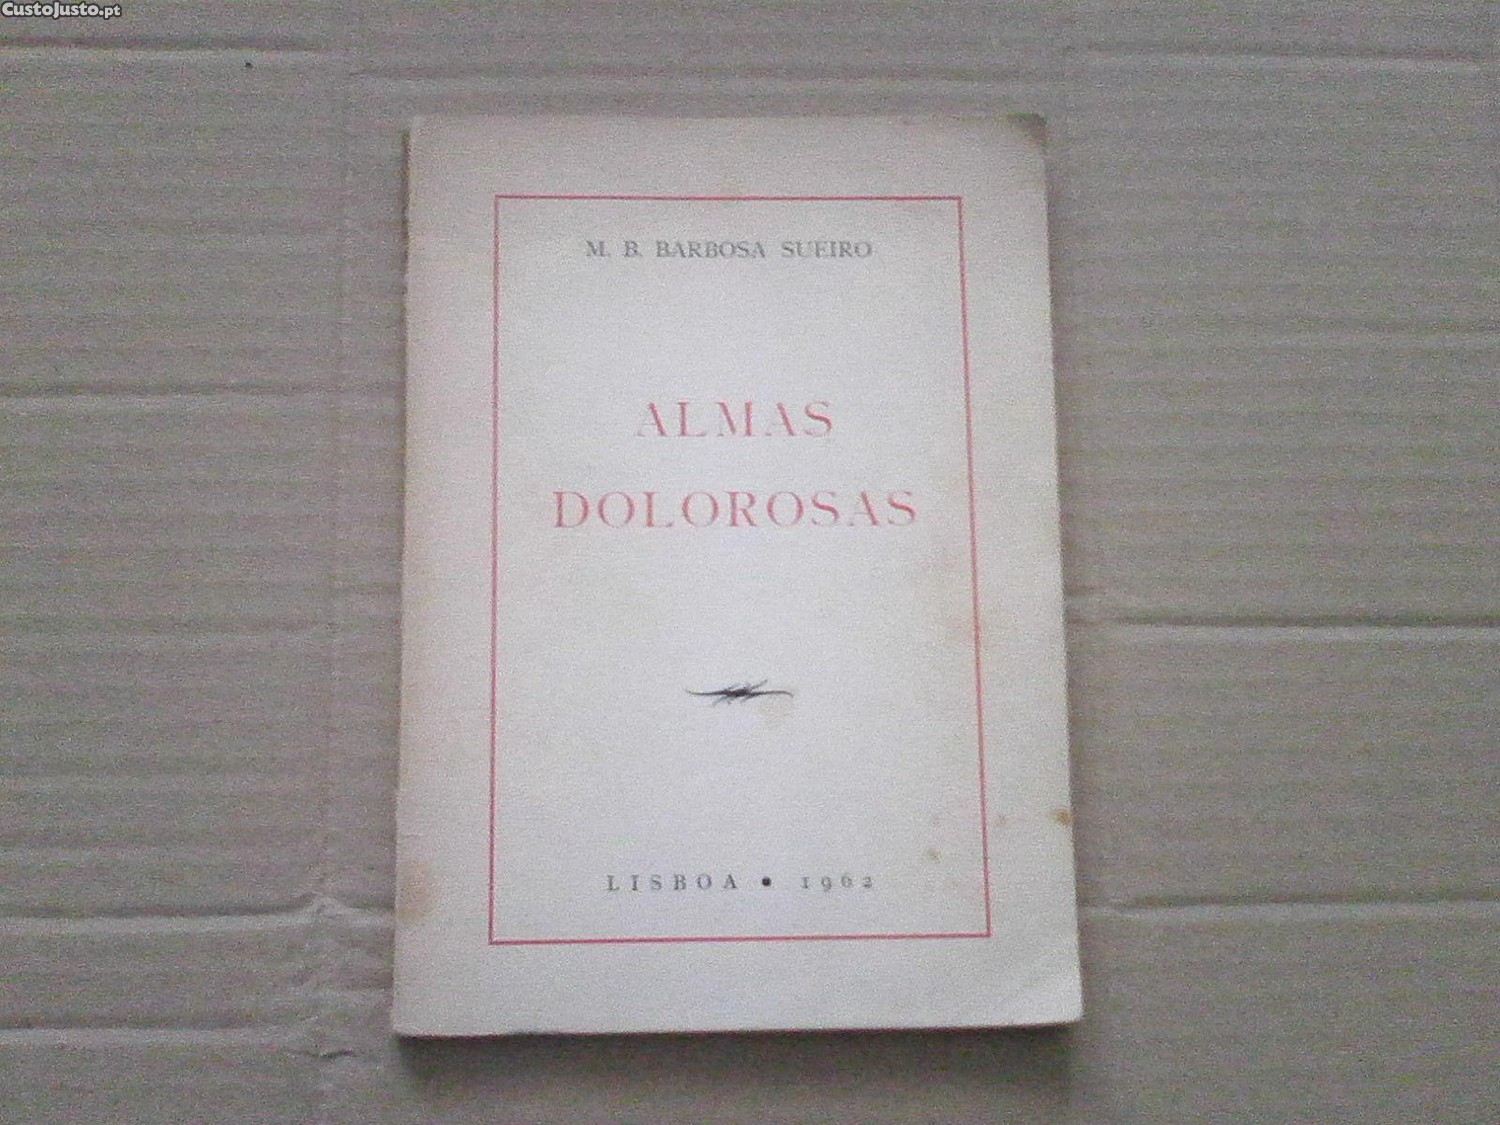 CustoJusto.pt
M. B. BARBOSA SUEIRO
ALMAS
DOLOROSAS
LISBOA • 1962